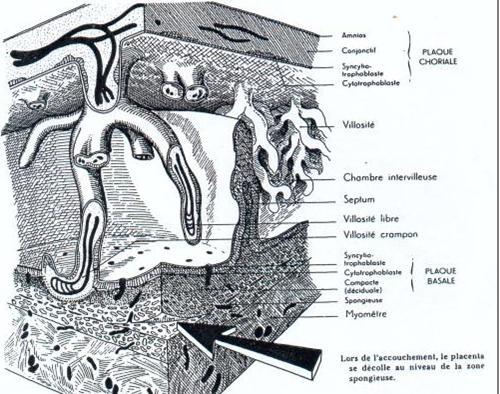 Amnios
Conjonctif
Syncytio-
trophoblaste
Cytotrophoblaste
PLAQUE
CHORIALE
Villosité
Chambre intervilleuse
Septum
Villosité libre
Villosité crampon
Syncytio-
trophoblaste
Cytotrophoblaste
Compacte
(déciduale)
Spongieuse
PLAQUE
BASALE
Myomètre
Lors de l'accouchement, le placenta
se décolle au niveau de la zone
spongieuse.